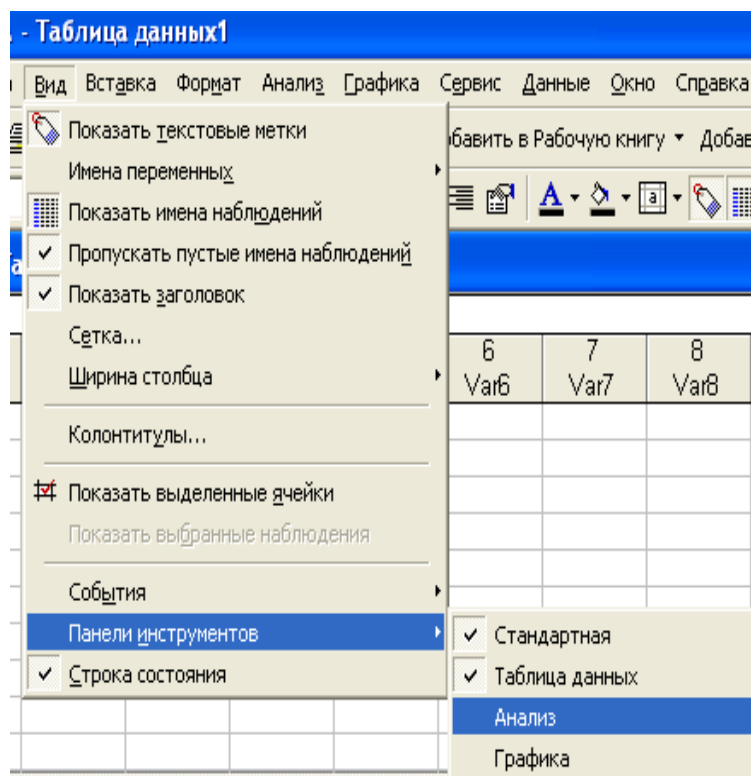 - Таблица данных1
Вид Вставка Формат Анализ Графика Сервис Данные Окно Справка
Показать текстовые метки
бавить в Рабочую книгу Добав
Имена переменных
Показать имена наблюдений
A a
Пропускать пустые имена наблюдений
Показать заголовок
Сетка...
6 7 8
Ширина столбца
Var6 Var7 Var8
Колонтитулы...
Показать выделенные ячейки
Показать выбранные наблюдения
События
Панели инструментов
Стандартная
Строка состояния
Таблица данных
Анализ
Графика